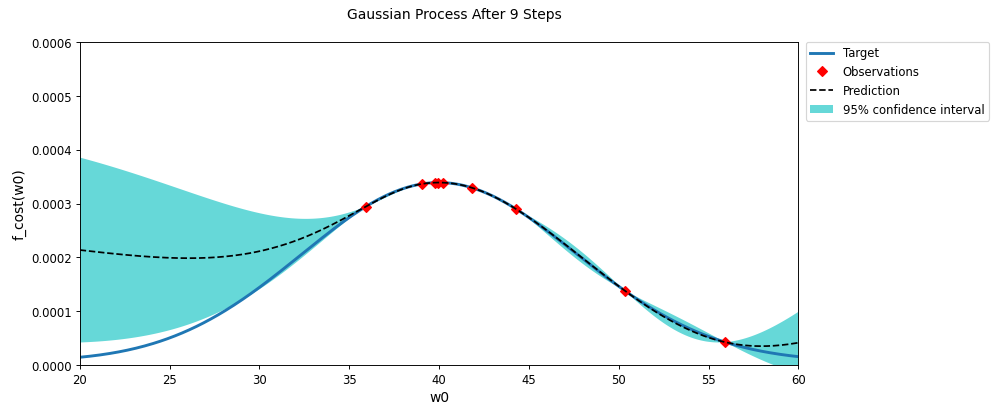 Gaussian Process After 9 Steps
0.0006
0.0005
0.0004
0.0003
0.0002
0.0001
0.0000
f_cost(w0)
20 25 30 35 40 45 50 55 60
w0
Target
Observations
Prediction
95% confidence interval